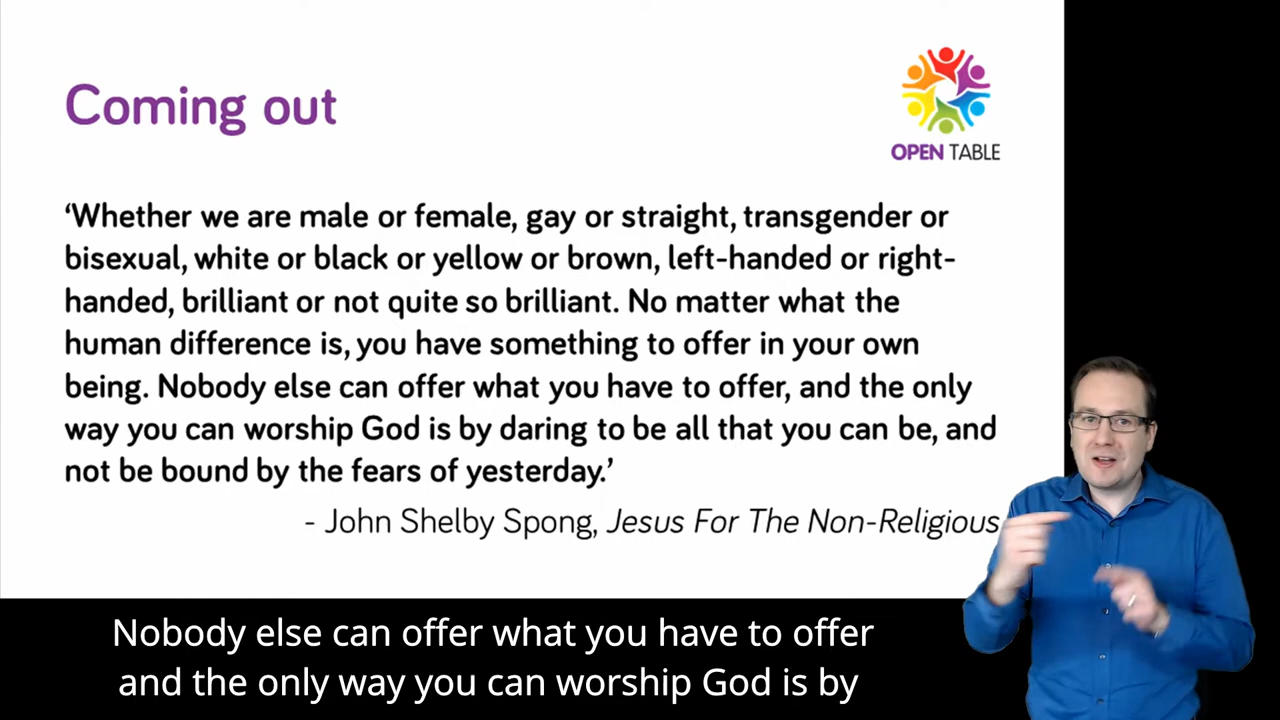 Coming out
OPEN TABLE
‘Whether we are male or female, gay or straight, transgender or
bisexual, white or black or yellow or brown, left-handed or right-
handed, brilliant or not quite so brilliant. No matter what the
human difference is, you have something to offer in your own
being. Nobody else can offer what you have to offer, and the only
way you can worship God is by daring to be all that you can be, and
not be bound by the fears of yesterday.’
- John Shelby Spong, Jesus For The Non-Religious
Nobody else can offer what you have to offer
and the only way you can worship God is by